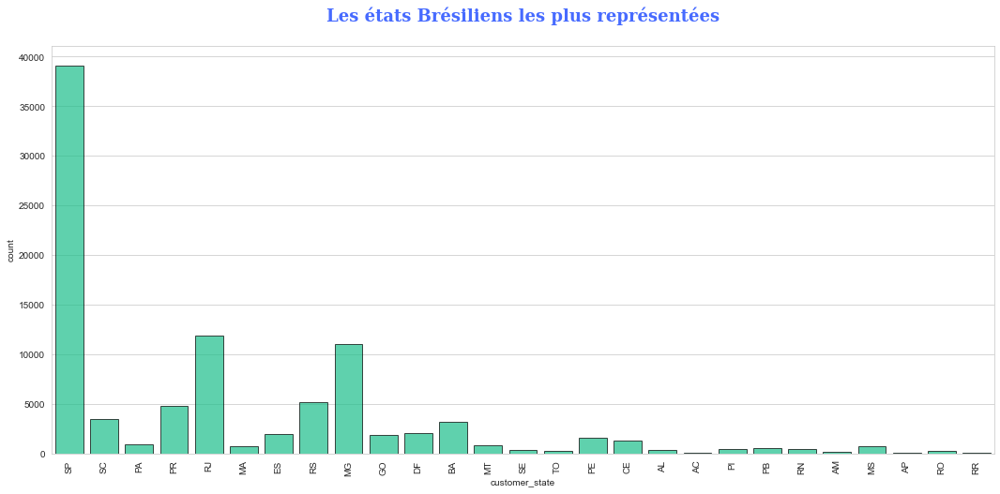 Les états Brésiliens les plus représentées
40000
35000
30000
25000
20000
15000
10000
5000
0
count
SP SC PA PR RJ MA ES RS MG GO DF BA MT SE TO PE CE AL AC PI PB RN AM MS AP RO RR
customer_state